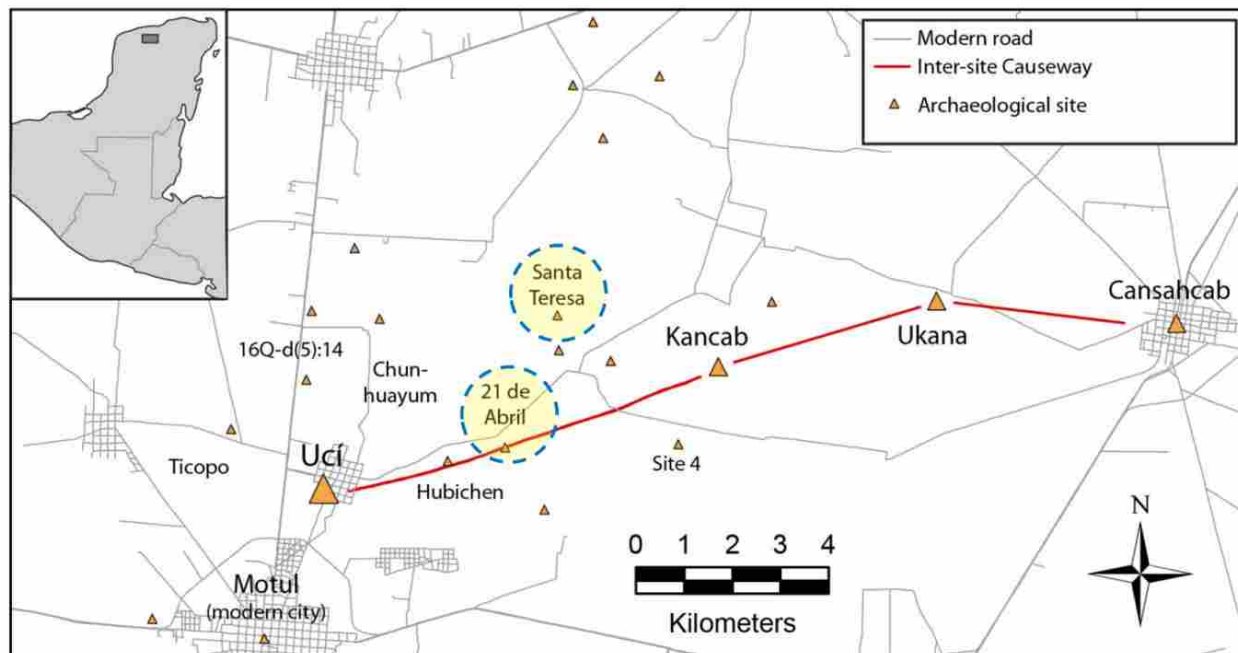 Modern road
Inter-site Causeway
Archaeological site
Santa
Teresa
Cansahcab
Kancab
Ukana
16Q-d(5):14
Chun-
huayum
21 de
Abril
Ucí
Ticopo
Hubichen
Site 4
N
0 1 2 3 4
Kilometers
Motul
(modern city)